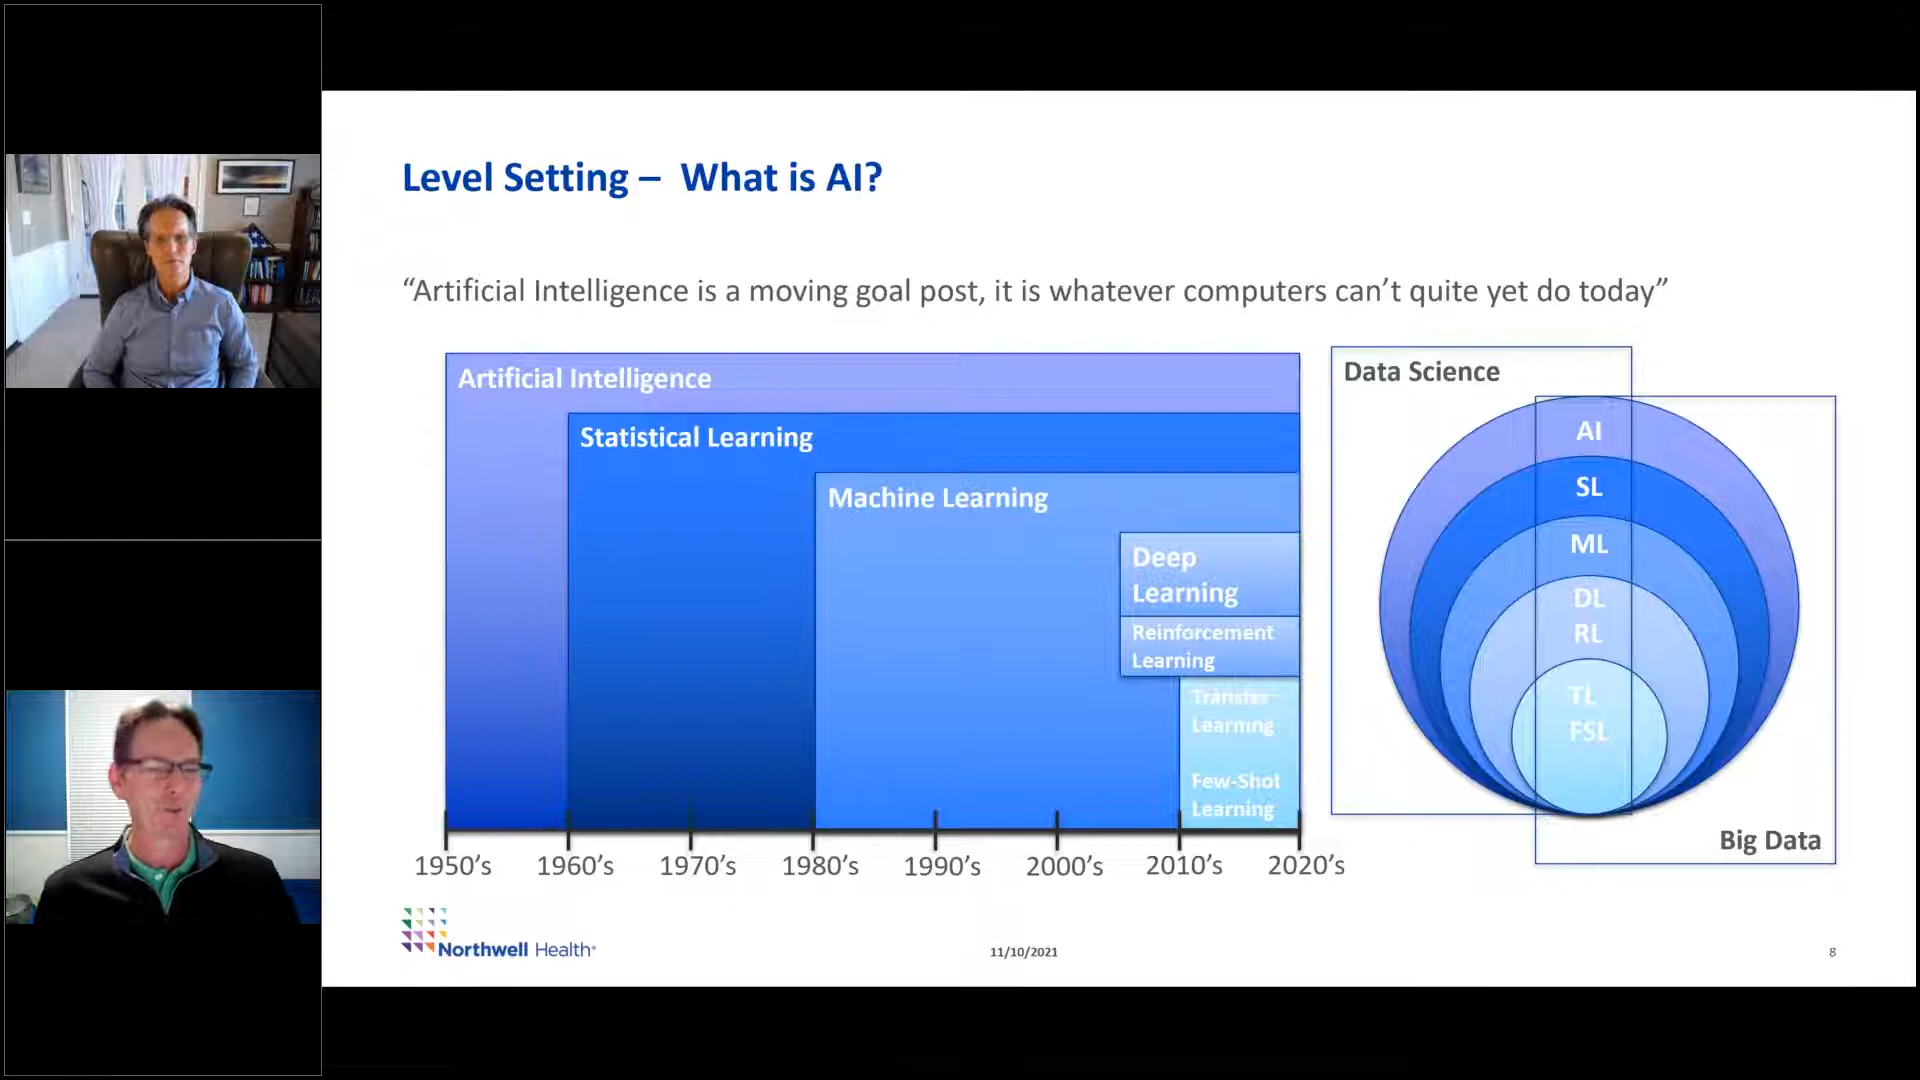 Level Setting – What is AI?
“Artificial Intelligence is a moving goal post, it is whatever computers can’t quite yet do today”
Artificial Intelligence
Statistical Learning
Machine Learning
Deep
Learning
Reinforcement
Learning
Transfer
Learning
Few-Shot
Learning
1950’s 1960’s 1970’s 1980’s 1990’s 2000’s 2010’s 2020’s
Data Science
AI
SL
ML
DL
RL
TL
FSL
Big Data
Northwell Health®
11/10/2021
8